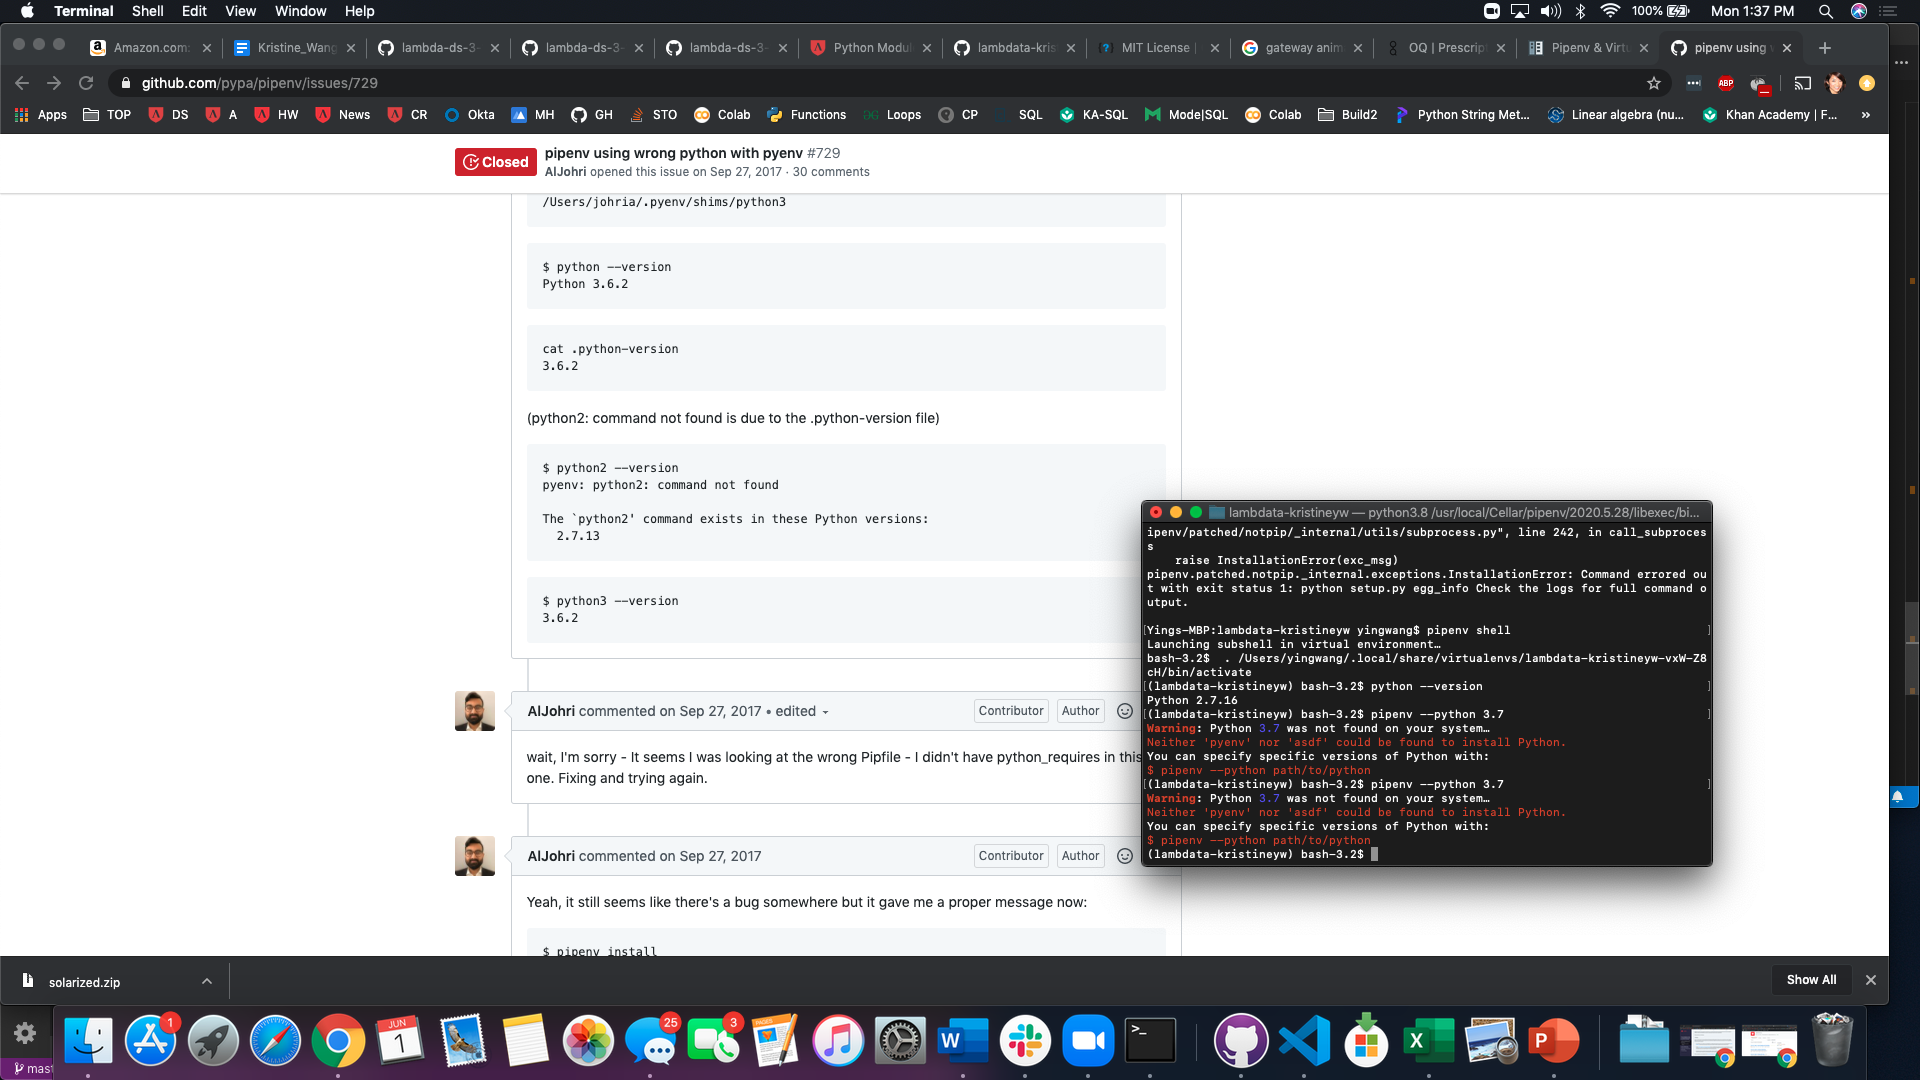 Terminal Shell Edit View Window Help 100% Mon 1:37 PM
Amazon.com: Kristine_Wang lambda-ds-3- lambda-ds-3- lambda-ds-3- Python Modul lambdata-kris MIT License | gateway anim OQ | Prescrip Pipenv & Virtu pipenv using
github.com/pypa/pipenv/issues/729 ABP
Apps TOP DS A HW News CR Okta MH GH STO Colab Functions Loops CP SQL KA-SQL Mode|SQL Colab Build2 Python String Met... Linear algebra (nu... Khan Academy | F... »
Closed
pipenv using wrong python with pyenv #729
AlJohri opened this issue on Sep 27, 2017 · 30 comments
/Users/johria/.pyenv/shims/python3
$ python --version
Python 3.6.2
cat .python-version
3.6.2
(python2: command not found is due to the .python-version file)
$ python2 --version
pyenv: python2: command not found
The `python2' command exists in these Python versions:
2.7.13
$ python3 --version
3.6.2
AlJohri commented on Sep 27, 2017 • edited Contributor Author
wait, I'm sorry - It seems I was looking at the wrong Pipfile - I didn't have python_requires in this
one. Fixing and trying again.
AlJohri commented on Sep 27, 2017 Contributor Author
Yeah, it still seems like there's a bug somewhere but it gave me a proper message now:
$ pipenv install
lambdata-kristineyw — python3.8 /usr/local/Cellar/pipenv/2020.5.28/libexec/bi...
ipenv/patched/notpip/_internal/utils/subprocess.py", line 242, in call_subproces
s
raise InstallationError(exc_msg)
pipenv.patched.notpip._internal.exceptions.InstallationError: Command errored ou
t with exit status 1: python setup.py egg_info Check the logs for full command o
utput.
[Yings-MBP:lambdata-kristineyw yingwang$ pipenv shell ]
Launching subshell in virtual environment…
bash-3.2$  . /Users/yingwang/.local/share/virtualenvs/lambdata-kristineyw-vxW-Z8
cH/bin/activate
[(lambdata-kristineyw) bash-3.2$ python --version ]
Python 2.7.16
[(lambdata-kristineyw) bash-3.2$ pipenv --python 3.7 ]
Warning: Python 3.7 was not found on your system…
Neither 'pyenv' nor 'asdf' could be found to install Python.
You can specify specific versions of Python with:
$ pipenv --python path/to/python
[(lambdata-kristineyw) bash-3.2$ pipenv --python 3.7 ]
Warning: Python 3.7 was not found on your system…
Neither 'pyenv' nor 'asdf' could be found to install Python.
You can specify specific versions of Python with:
$ pipenv --python path/to/python
(lambdata-kristineyw) bash-3.2$
solarized.zip Show All
1 JUN 1 25 3 W >_ X P
mast